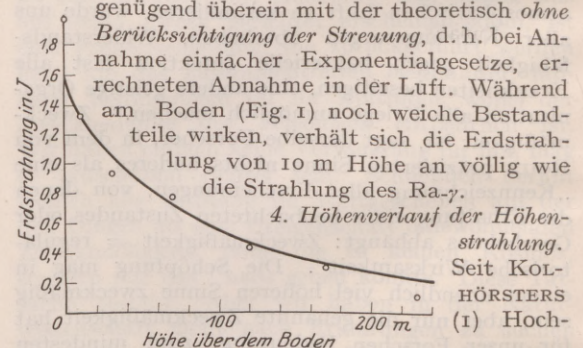 genügend überein mit der theoretisch ohne
Berücksichtigung der Streuung, d. h. bei An-
nahme einfacher Exponentialgesetze, er-
rechneten Abnahme in der Luft. Während
am Boden (Fig. 1) noch weiche Bestand-
teile wirken, verhält sich die Erdstrah-
lung von 10 m Höhe an völlig wie
die Strahlung des Ra-γ.
4. Höhenverlauf der Höhen-
strahlung.
Seit KOL-
HÖRSTERS
(1) Hoch-
Erdstrahlung in J
1,8
1,6
1,4
1,2
1,0
0,8
0,6
0,4
0,2
0
100
200 m
Höhe über dem Boden